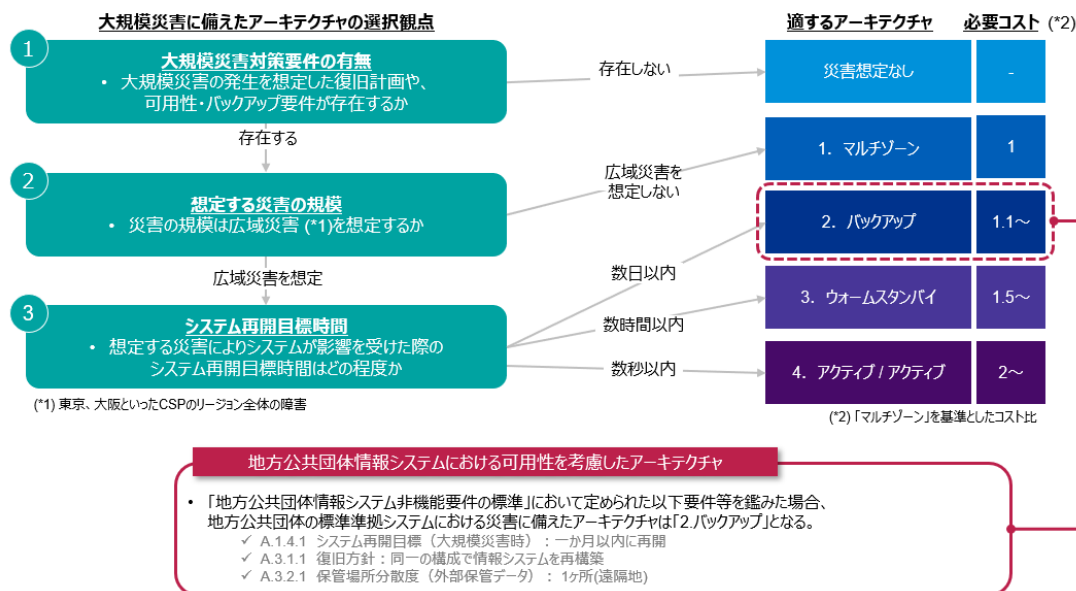 大規模災害に備えたアーキテクチャの選択観点
適するアーキテクチャ
必要コスト (*2)
1
大規模災害対策要件の有無
• 大規模災害の発生を想定した復旧計画や、
可用性・バックアップ要件が存在するか
存在しない
災害想定なし
-
存在する
2
想定する災害の規模
• 災害の規模は広域災害 (*1)を想定するか
広域災害を
想定しない
1. マルチゾーン
1
広域災害を想定
2. バックアップ
1.1～
3
システム再開目標時間
• 想定する災害によりシステムが影響を受けた際の
システム再開目標時間はどの程度か
数日以内
数時間以内
3. ウォームスタンバイ
1.5～
数秒以内
4. アクティブ / アクティブ
2～
(*1) 東京、大阪といったCSPのリージョン全体の障害
(*2) 「マルチゾーン」を基準としたコスト比
地方公共団体情報システムにおける可用性を考慮したアーキテクチャ
• 「地方公共団体情報システム非機能要件の標準」において定められた以下要件等を鑑みた場合、
地方公共団体の標準準拠システムにおける災害に備えたアーキテクチャは「2.バックアップ」となる。
✓ A.1.4.1 システム再開目標（大規模災害時）：一か月以内に再開
✓ A.3.1.1 復旧方針：同一の構成で情報システムを再構築
✓ A.3.2.1 保管場所分散度（外部保管データ）： 1ヶ所(遠隔地)